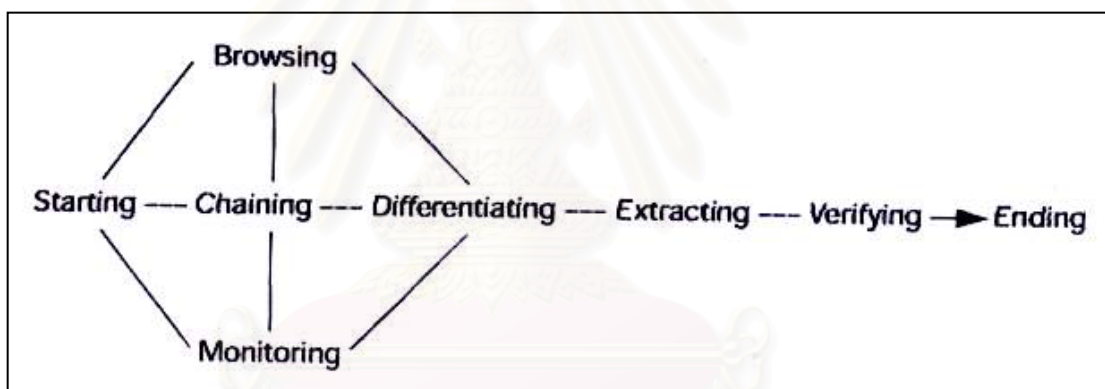 Browsing
Starting --- Chaining --- Differentiating --- Extracting --- Verifying → Ending
Monitoring